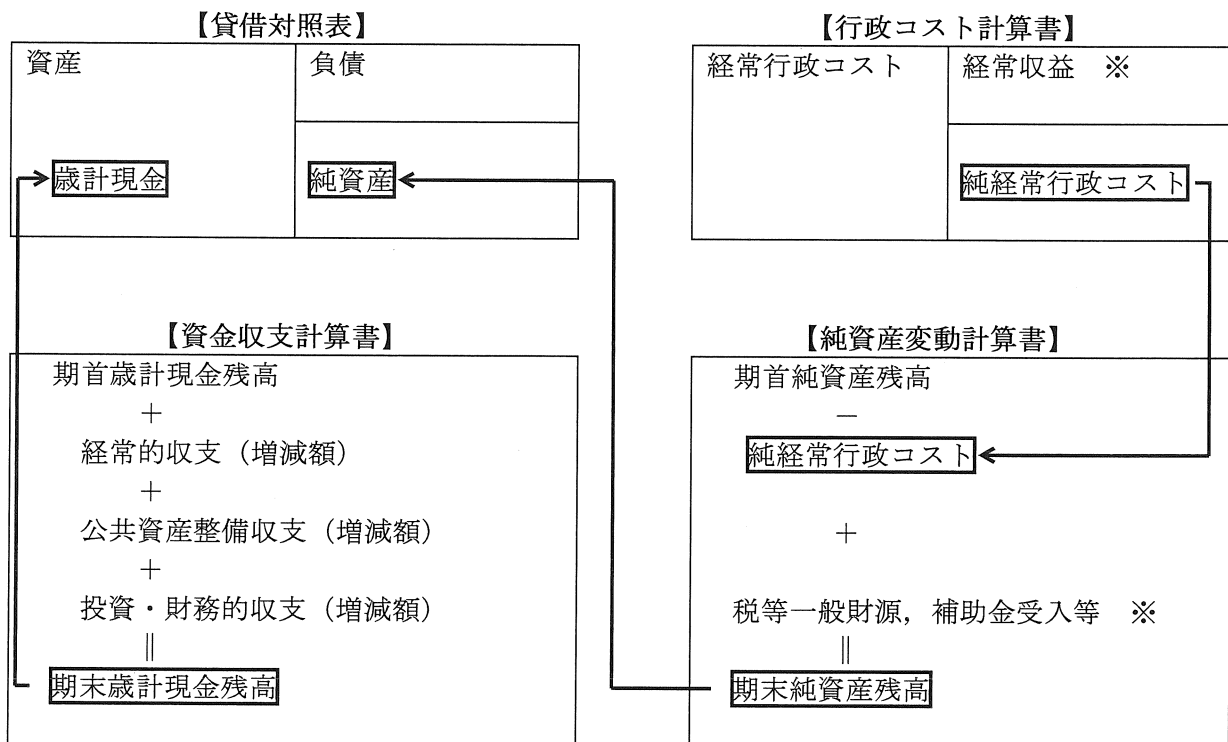 【貸借対照表】
資産
負債
歳計現金
純資産
【行政コスト計算書】
経常行政コスト
経常収益 ※
純経常行政コスト
【資金収支計算書】
期首歳計現金残高
＋
経常的収支（増減額）
＋
公共資産整備収支（増減額）
＋
投資・財務的収支（増減額）
||
期末歳計現金残高
【純資産変動計算書】
期首純資産残高
－
純経常行政コスト
＋
税等一般財源，補助金受入等 ※
||
期末純資産残高